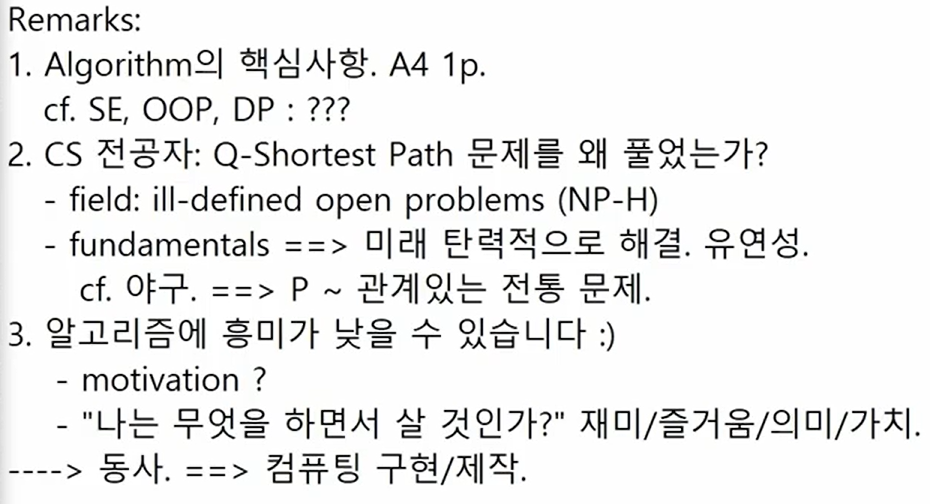 Remarks:
1. Algorithm의 핵심사항. A4 1p.
cf. SE, OOP, DP : ???
2. CS 전공자: Q-Shortest Path 문제를 왜 풀었는가?
- field: ill-defined open problems (NP-H)
- fundamentals ==> 미래 탄력적으로 해결. 유연성.
cf. 야구. ==> P ~ 관계있는 전통 문제.
3. 알고리즘에 흥미가 낮을 수 있습니다 :)
- motivation ?
- "나는 무엇을 하면서 살 것인가?" 재미/즐거움/의미/가치.
----> 동사. ==> 컴퓨팅 구현/제작.